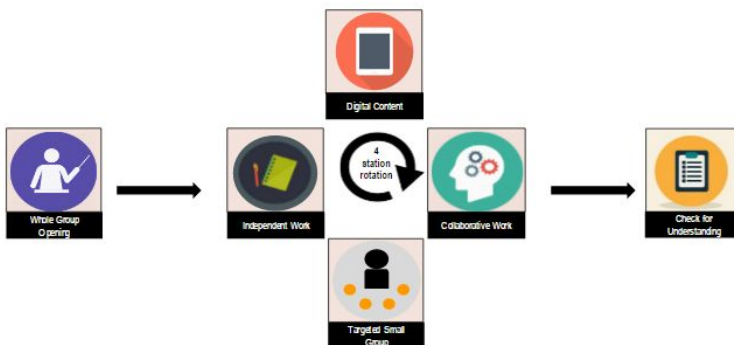 Digital Content
4
station
rotation
Whole Group
Opening
Independent Work
Collaborative Work
Check for
Understanding
Targeted Small
Group